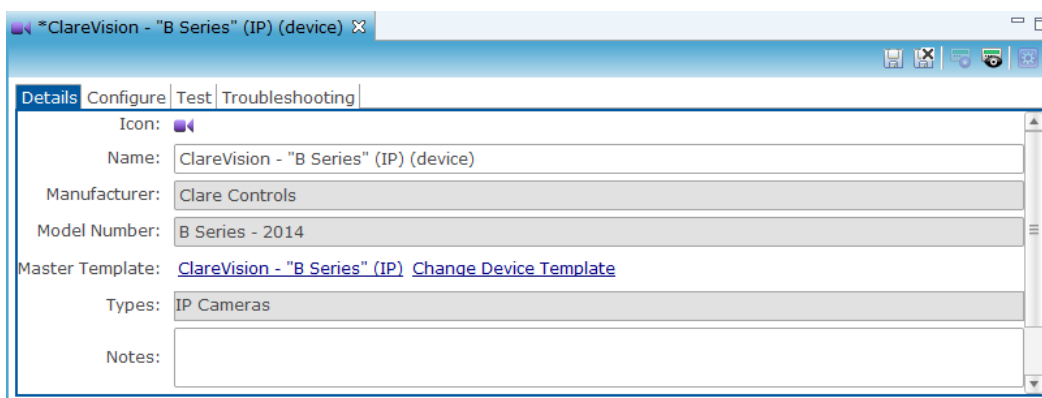 *ClareVision - "B Series" (IP) (device)
Details Configure Test Troubleshooting
Icon:
Name: ClareVision - "B Series" (IP) (device)
Manufacturer: Clare Controls
Model Number: B Series - 2014
Master Template: ClareVision - "B Series" (IP) Change Device Template
Types: IP Cameras
Notes: